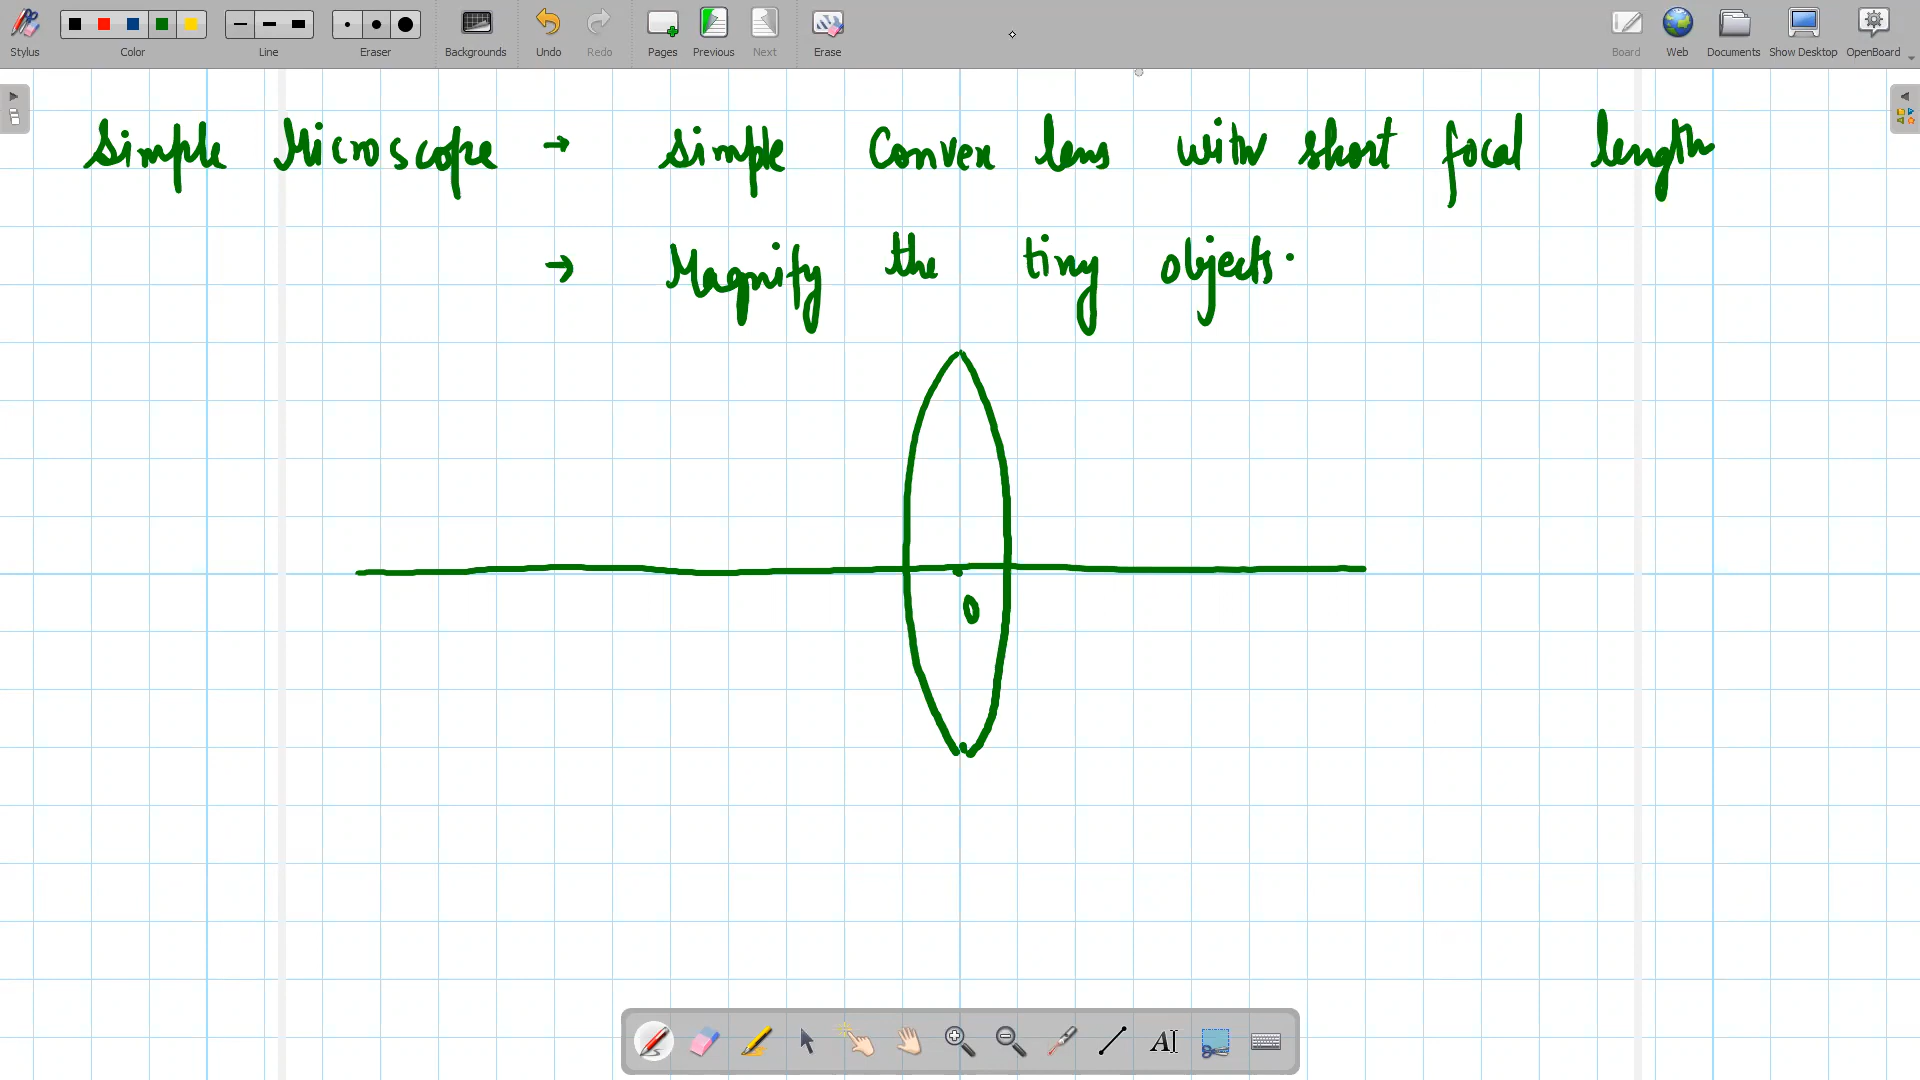 Stylus Color Line Eraser Backgrounds Undo Redo Pages Previous Next Erase Board Web Documents Show Desktop OpenBoard
Simple Microscope → Simple Convex lens with short focal length
→ Magnify the tiny objects.
O
A